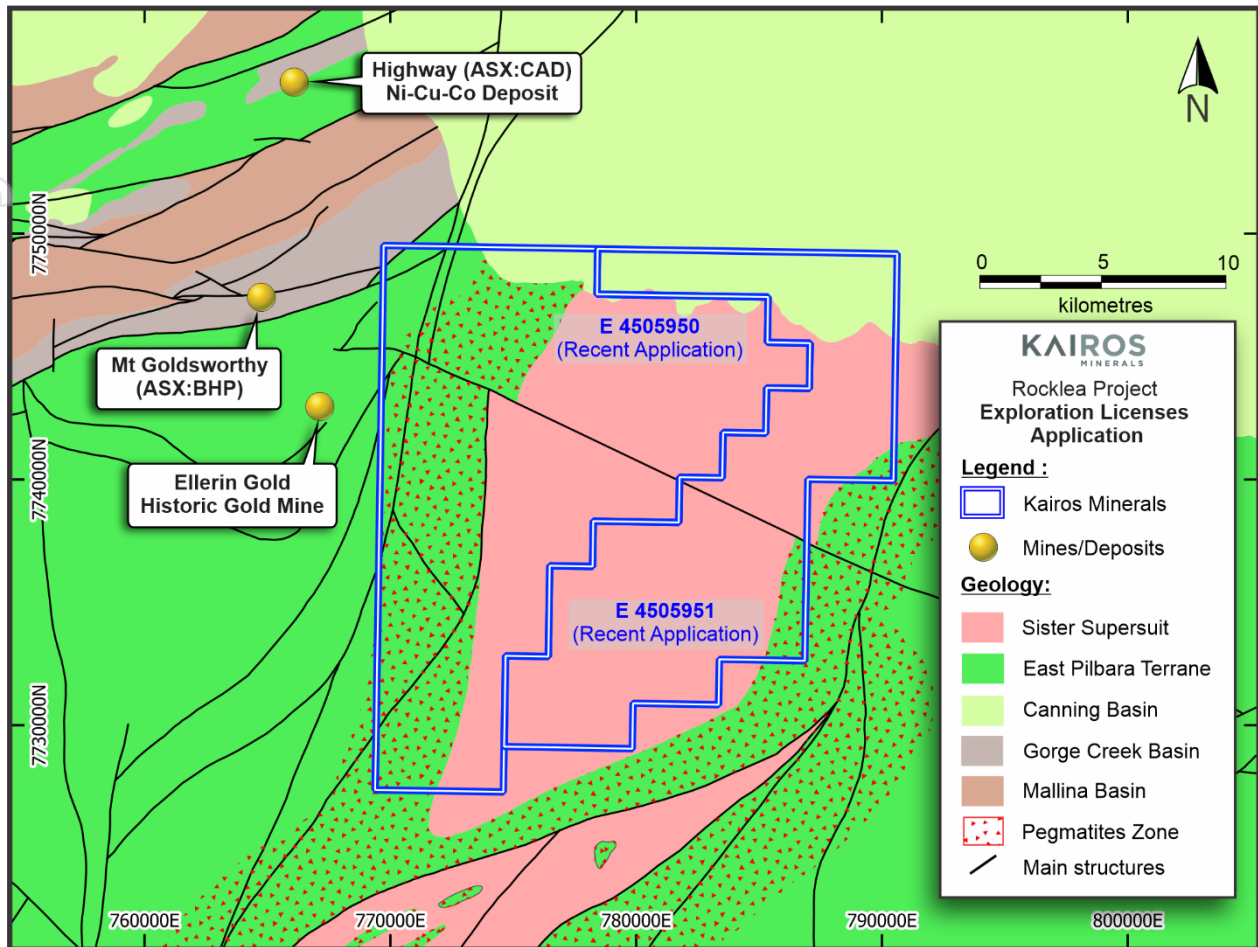 Highway (ASX:CAD)
Ni-Cu-Co Deposit
N
7750000N
0 5 10
kilometres
E 4505950
(Recent Application)
Mt Goldsworthy
(ASX:BHP)
KAIROS
MINERALS
Rocklea Project
Exploration Licenses
Application
Legend :
Kairos Minerals
Mines/Deposits
Geology:
Sister Supersuit
East Pilbara Terrane
Canning Basin
Gorge Creek Basin
Mallina Basin
Pegmatites Zone
Main structures
7740000N
Ellerin Gold
Historic Gold Mine
E 4505951
(Recent Application)
7730000N
760000E 770000E 780000E 790000E 800000E